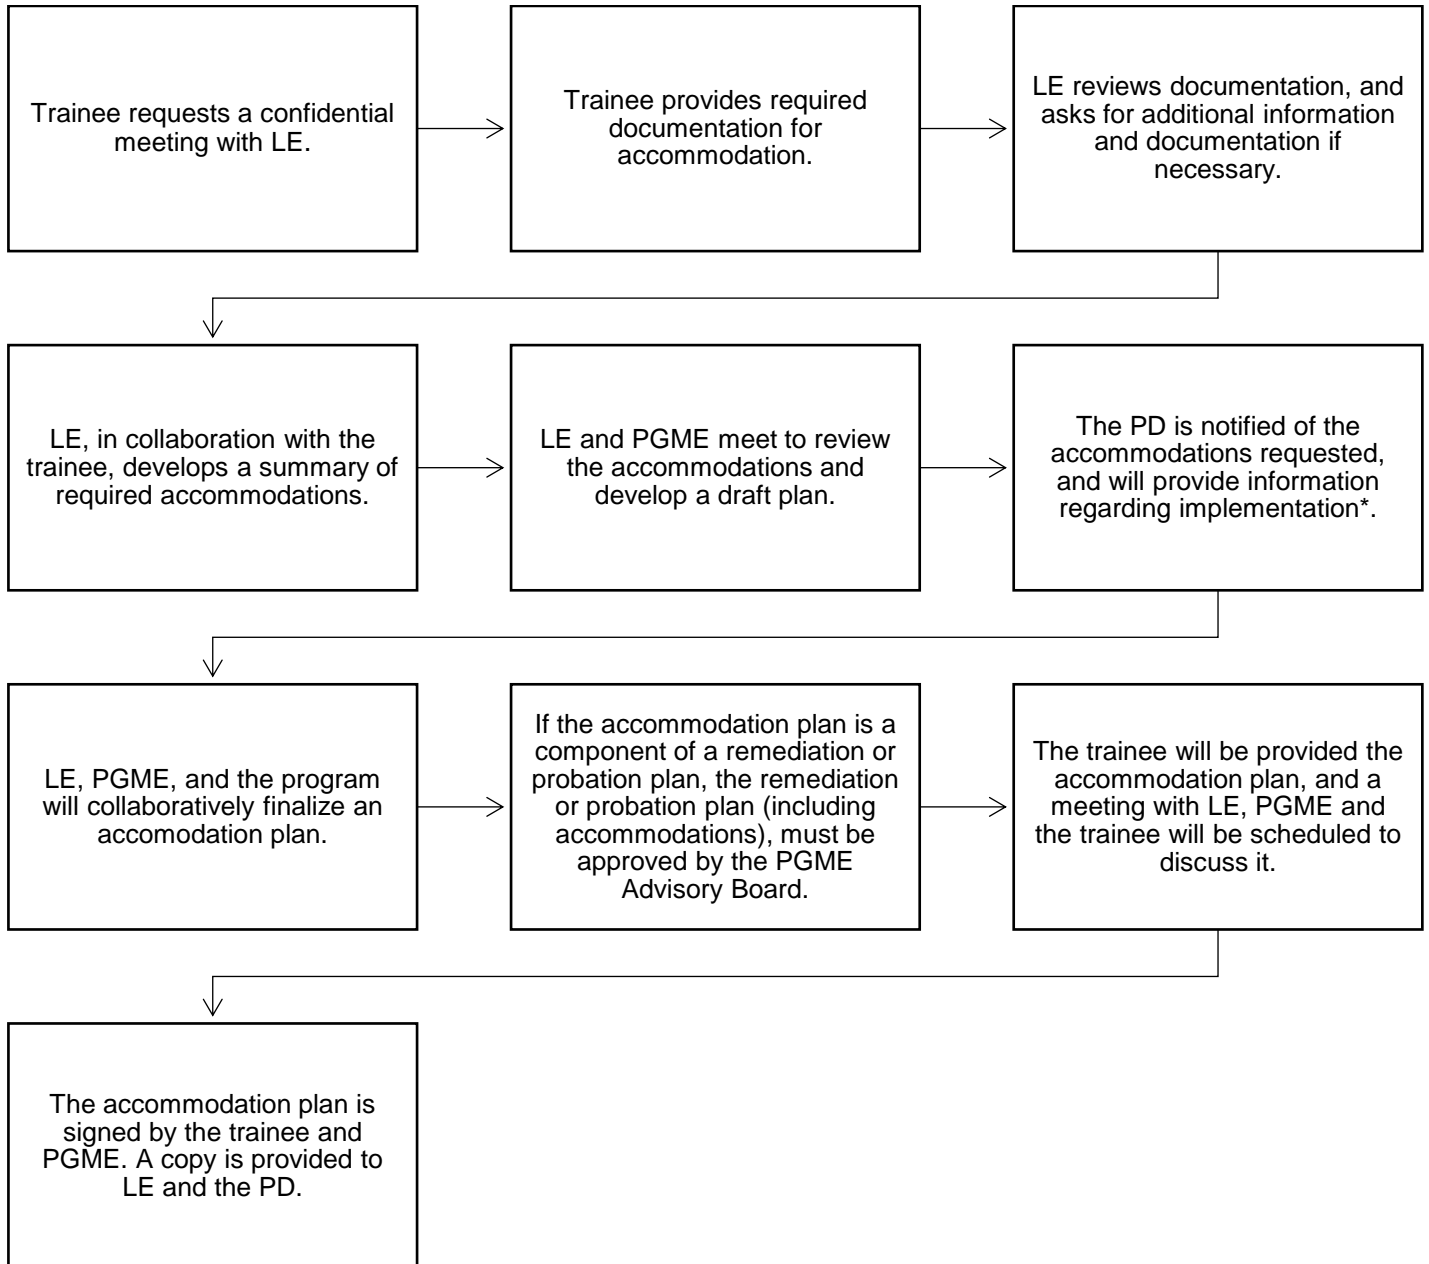 Trainee requests a confidential
meeting with LE.
Trainee provides required
documentation for
accommodation.
LE reviews documentation, and
asks for additional information
and documentation if
necessary.
LE, in collaboration with the
trainee, develops a summary of
required accommodations.
LE and PGME meet to review
the accommodations and
develop a draft plan.
The PD is notified of the
accommodations requested,
and will provide information
regarding implementation*.
LE, PGME, and the program
will collaboratively finalize an
accomodation plan.
If the accommodation plan is a
component of a remediation or
probation plan, the remediation
or probation plan (including
accommodations), must be
approved by the PGME
Advisory Board.
The trainee will be provided the
accommodation plan, and a
meeting with LE, PGME and
the trainee will be scheduled to
discuss it.
The accommodation plan is
signed by the trainee and
PGME. A copy is provided to
LE and the PD.